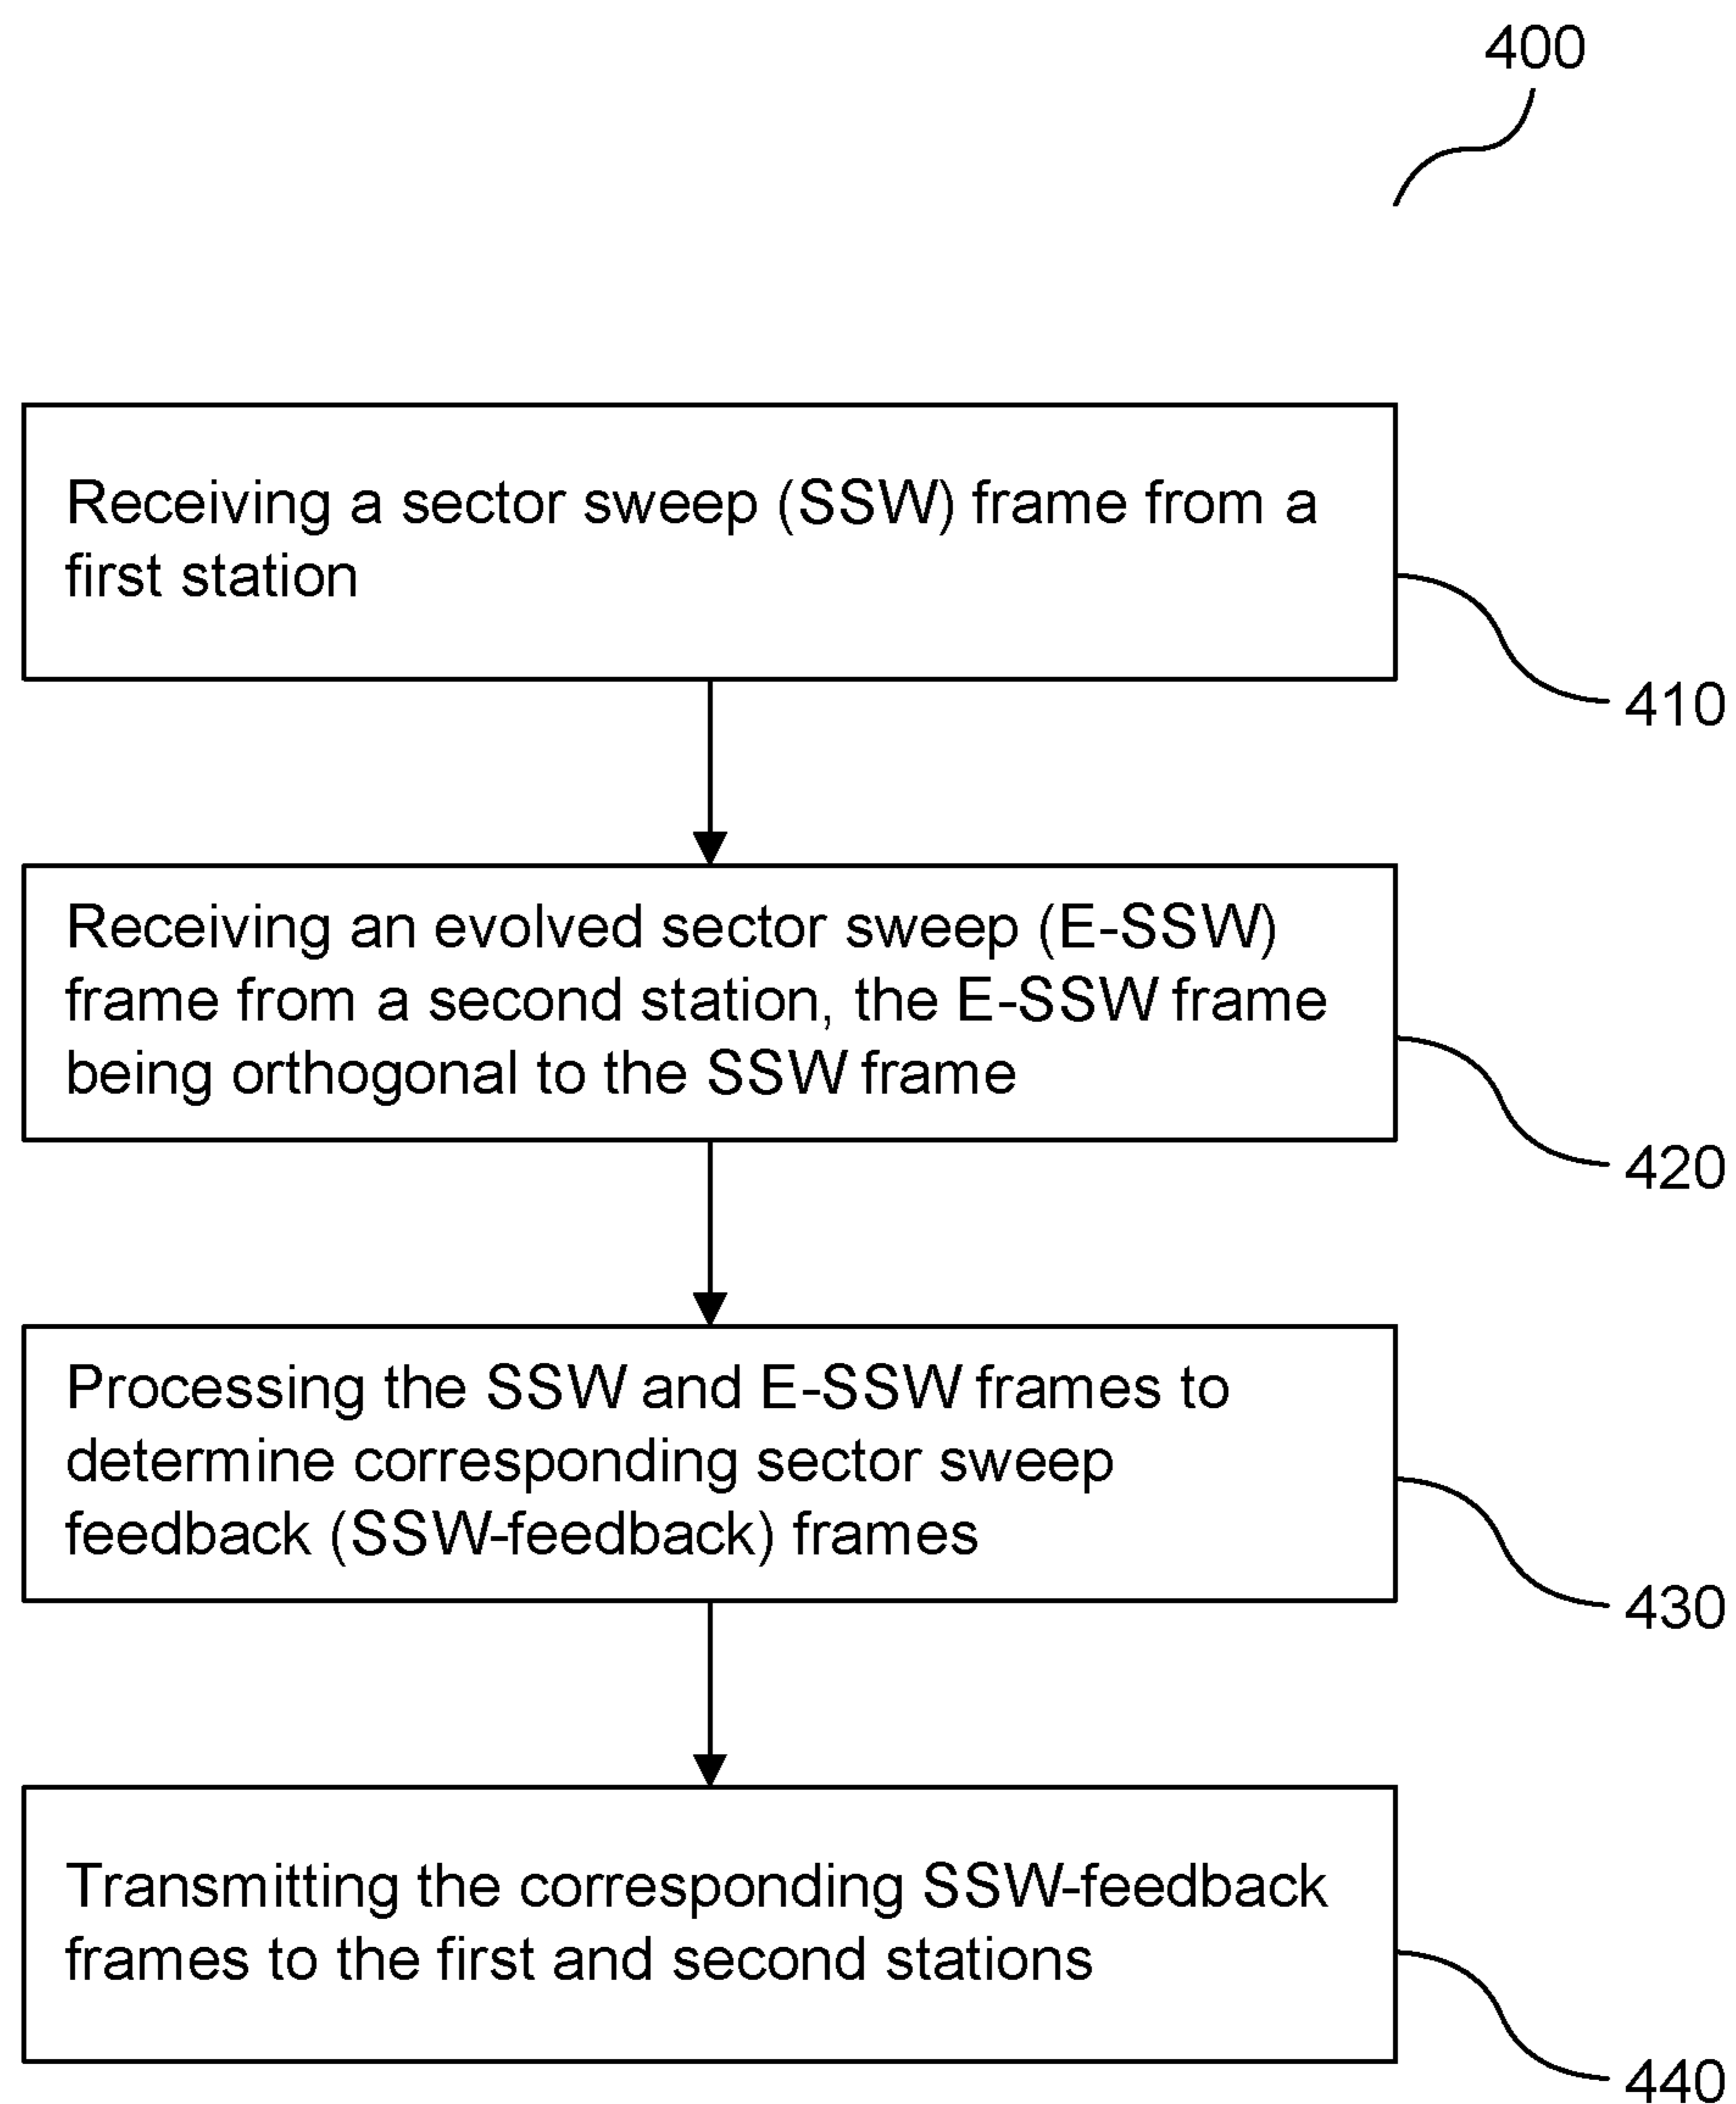 400
Receiving a sector sweep (SSW) frame from a
first station
410
Receiving an evolved sector sweep (E-SSW)
frame from a second station, the E-SSW frame
being orthogonal to the SSW frame
420
Processing the SSW and E-SSW frames to
determine corresponding sector sweep
feedback (SSW-feedback) frames
430
Transmitting the corresponding SSW-feedback
frames to the first and second stations
440